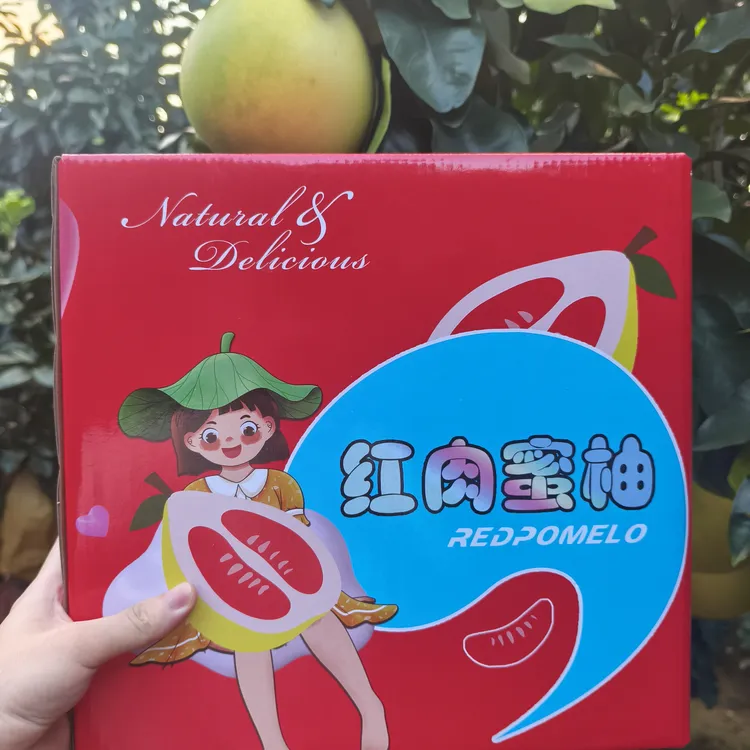 Natural &
Delicious
红肉蜜柚
REDPOMELO